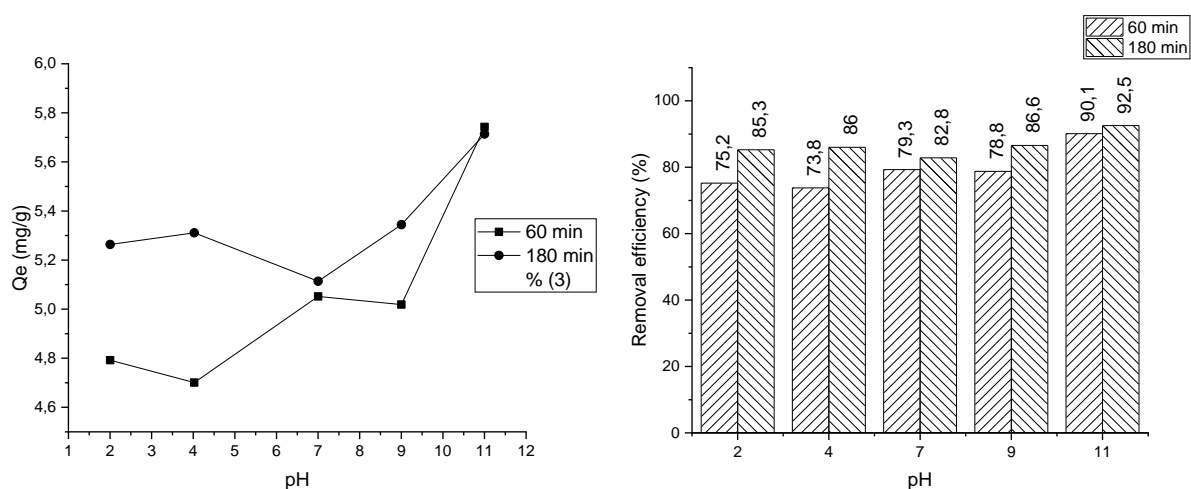 6,0
5,8
5,6
5,4
5,2
5,0
4,8
4,6
Qe (mg/g)
1 2 3 4 5 6 7 8 9 10 11 12
pH
60 min
180 min
% (3)
60 min
180 min
100
80
60
40
20
0
Removal efficiency (%)
75,2 85,3 73,8 86 79,3 82,8 78,8 86,6 90,1 92,5
2 4 7 9 11
pH